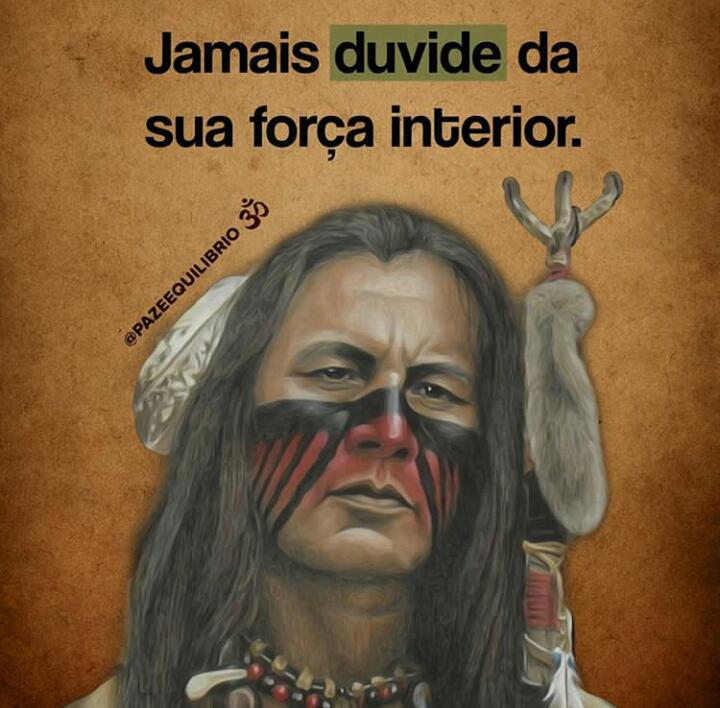 Jamais duvide da
sua força interior.
@PAZEEQUILIBRIO ॐ